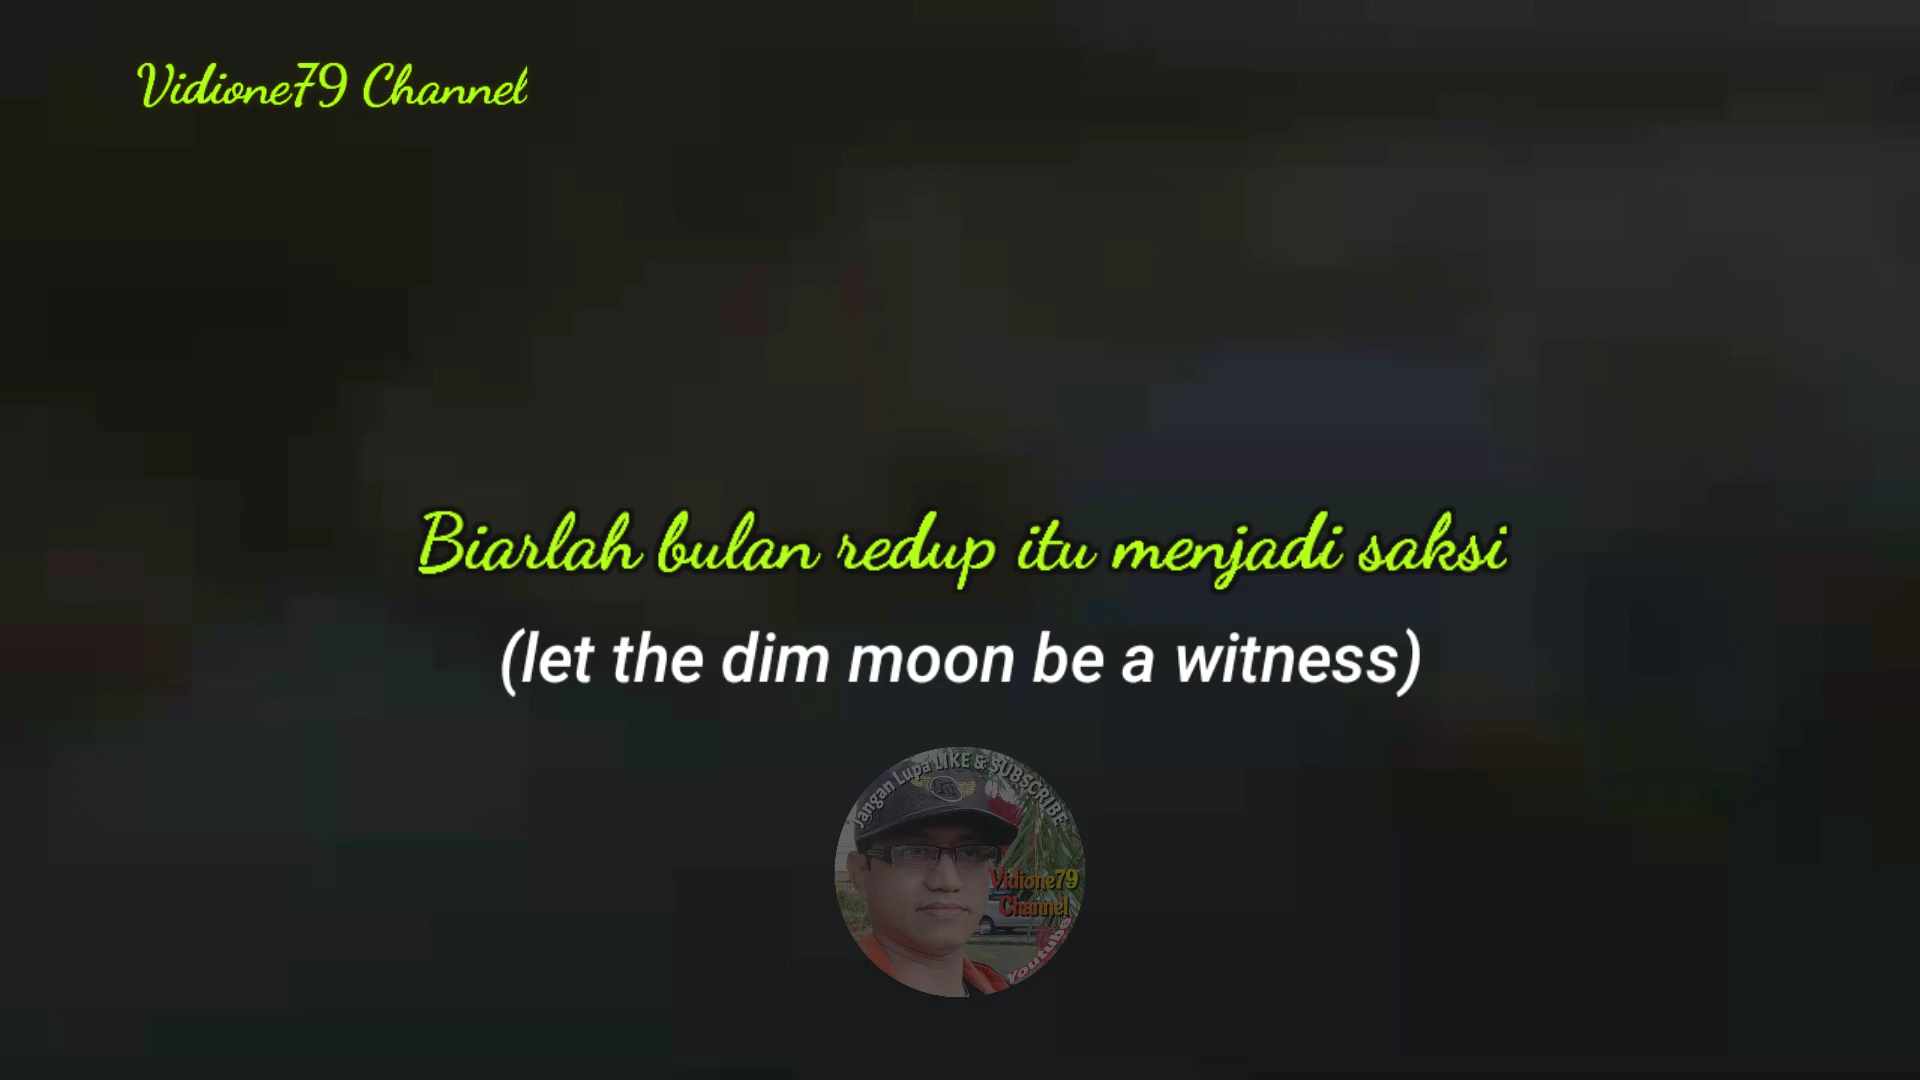 Vidione79 Channel
Biarlah bulan redup itu menjadi saksi
(let the dim moon be a witness)
Jangan Lupa LIKE & SUBSCRIBE
Vidione79
Channel
Youtube